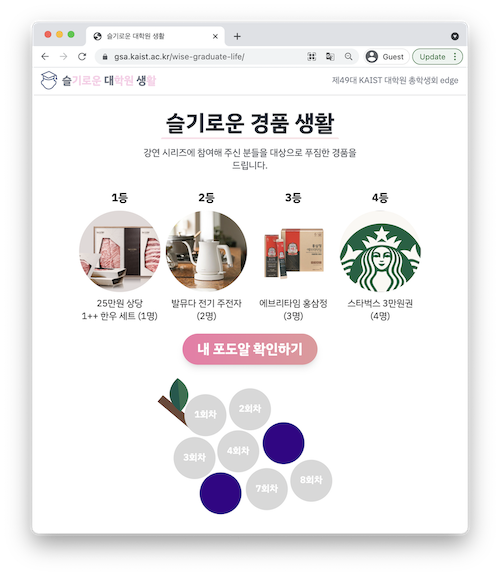 슬기로운 대학원 생활
gsa.kaist.ac.kr/wise-graduate-life/
Guest
Update
슬기로운 대학원 생활
제49대 KAIST 대학원 총학생회 edge
슬기로운 경품 생활
강연 시리즈에 참여해 주신 분들을 대상으로 푸짐한 경품을
드립니다.
1등
2등
3등
4등
25만원 상당
1++ 한우 세트 (1명)
발뮤다 전기 주전자
(2명)
에브리타임 홍삼정
(3명)
스타벅스 3만원권
(4명)
내 포도알 확인하기
1회차
2회차
3회차
4회차
7회차
8회차